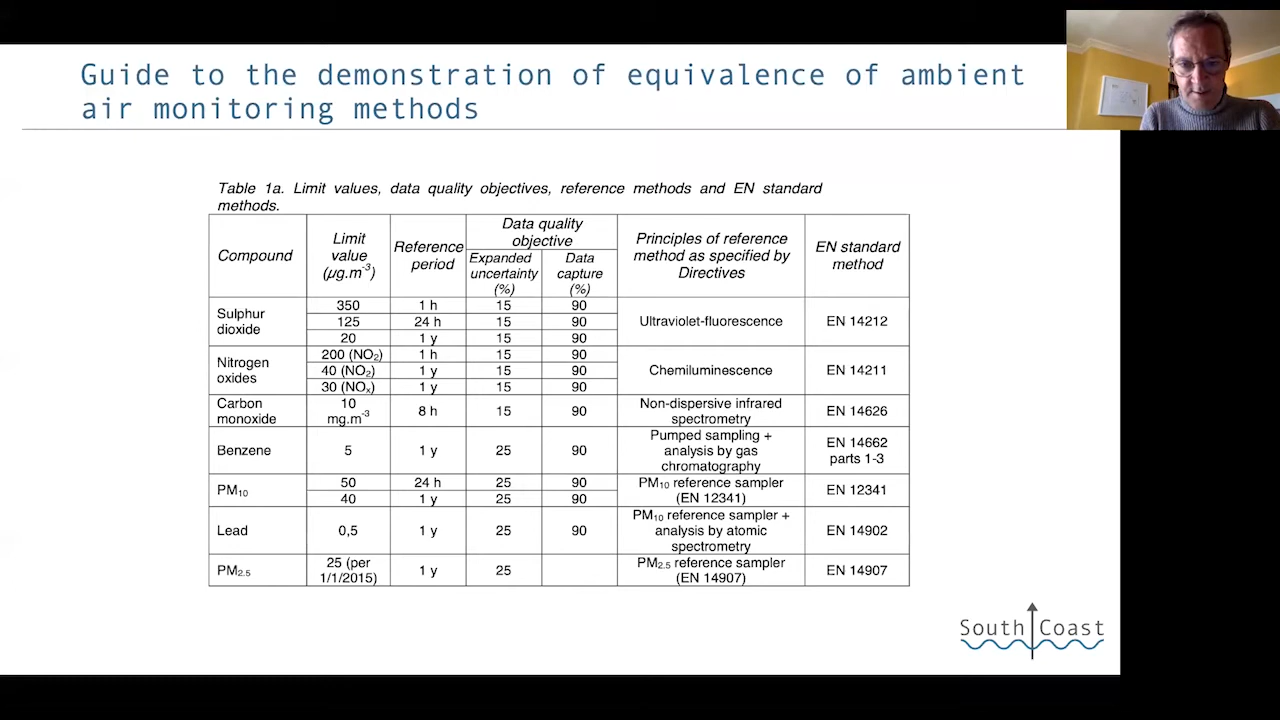 Guide to the demonstration of equivalence of ambient
air monitoring methods
Table 1a. Limit values, data quality objectives, reference methods and EN standard
methods.
Compound
Limit
value
(µg.m-3)
Reference
period
Data quality
objective
Expanded
uncertainty
(%)
Data
capture
(%)
Principles of reference
method as specified by
Directives
EN standard
method
Sulphur
dioxide
350 1 h 15 90
125 24 h 15 90
20 1 y 15 90
Ultraviolet-fluorescence
EN 14212
Nitrogen
oxides
200 (NO2) 1 h 15 90
40 (NO2) 1 y 15 90
30 (NOx) 1 y 15 90
Chemiluminescence
EN 14211
Carbon
monoxide
10
mg.m-3
8 h 15 90
Non-dispersive infrared
spectrometry
EN 14626
Benzene
5 1 y 25 90
Pumped sampling +
analysis by gas
chromatography
EN 14662
parts 1-3
PM10
50 24 h 25 90
40 1 y 25 90
PM10 reference sampler
(EN 12341)
EN 12341
Lead
0,5 1 y 25 90
PM10 reference sampler +
analysis by atomic
spectrometry
EN 14902
PM2.5
25 (per
1/1/2015)
1 y 25
PM2.5 reference sampler
(EN 14907)
EN 14907
South Coast